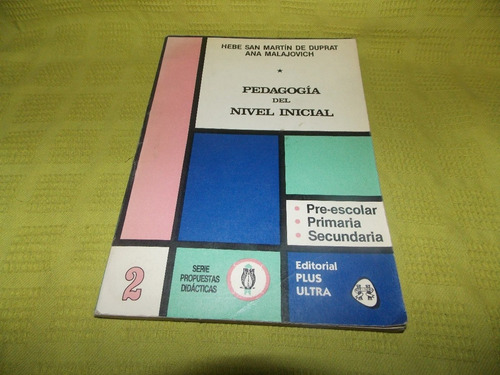 HEBE SAN MARTÍN DE DUPRAT
ANA MALAJOVICH
PEDAGOGÍA
DEL
NIVEL INICIAL
• Pre-escolar
• Primaria
• Secundaria
2
SERIE
PROPUESTAS
DIDÁCTICAS
Editorial
PLUS
ULTRA